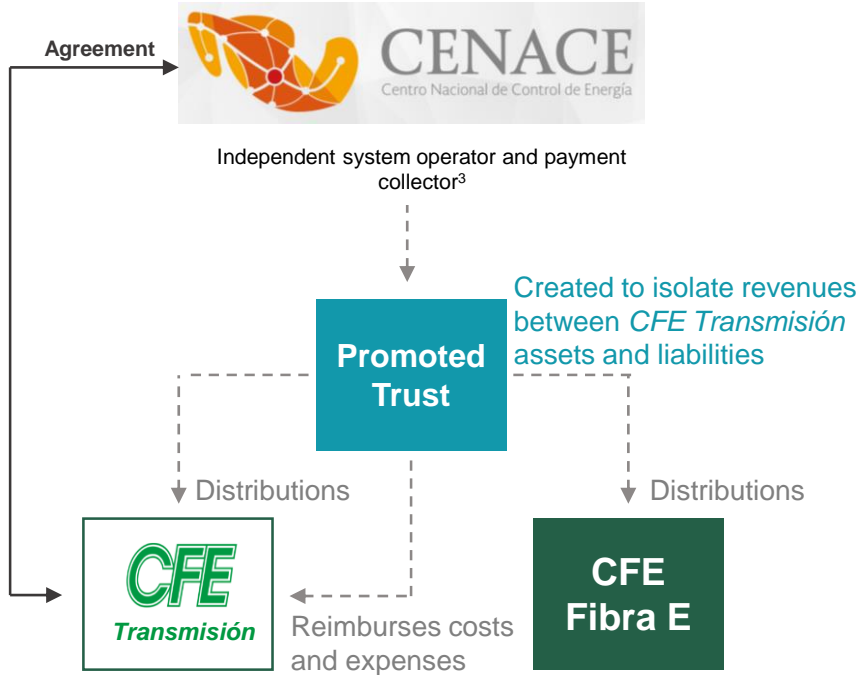 Agreement
CENACE
Centro Nacional de Control de Energía
Independent system operator and payment
collector³
Created to isolate revenues
between CFE Transmisión
assets and liabilities
Promoted
Trust
Distributions
Distributions
CFE
Transmisión
Reimburses costs
and expenses
CFE
Fibra E